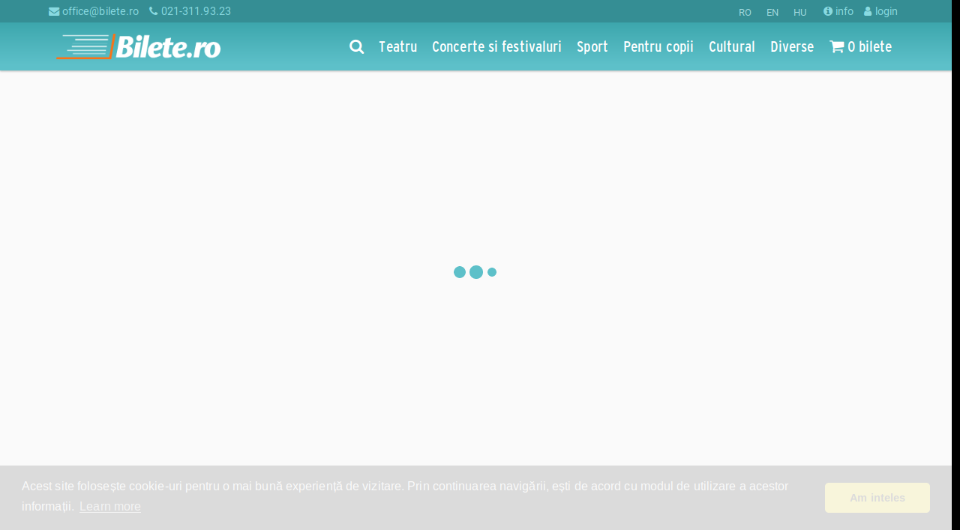 office@bilete.ro 021-311.93.23 RO EN HU info login
Bilete.ro Teatru Concerte si festivaluri Sport Pentru copii Cultural Diverse 0 bilete
Acest site folosește cookie-uri pentru o mai bună experiență de vizitare. Prin continuarea navigării, ești de acord cu modul de utilizare a acestor
informații. Learn more
Am inteles